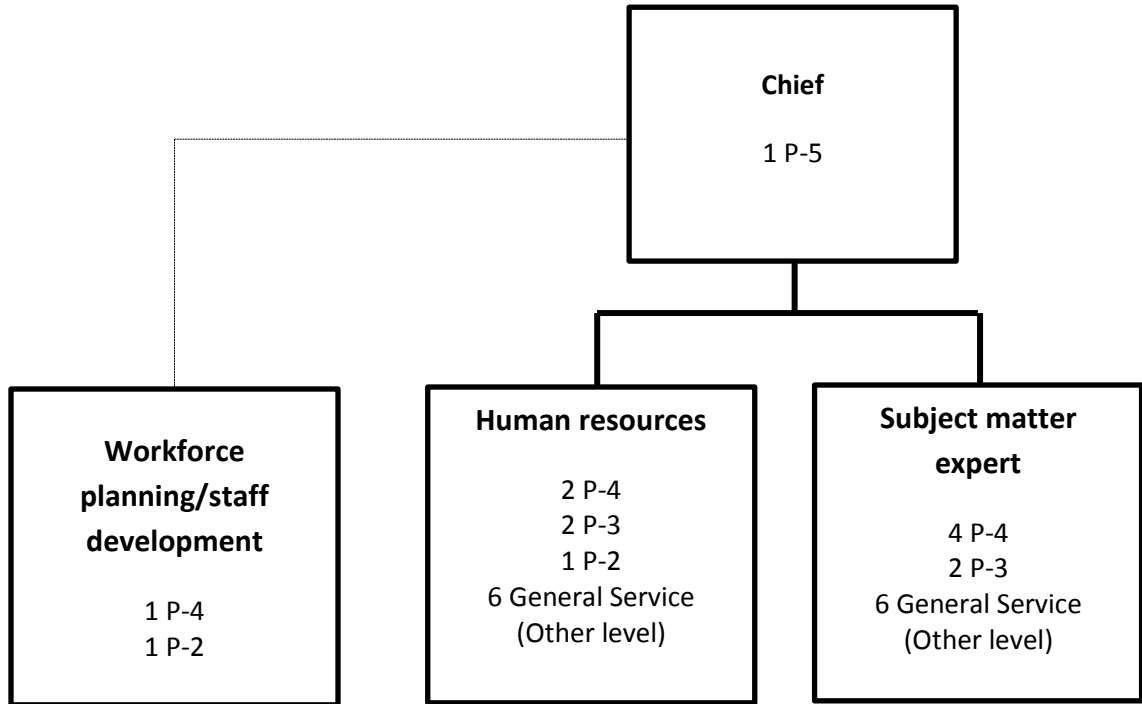 Chief
1 P-5
Workforce
planning/staff
development
1 P-4
1 P-2
Human resources
2 P-4
2 P-3
1 P-2
6 General Service
(Other level)
Subject matter
expert
4 P-4
2 P-3
6 General Service
(Other level)